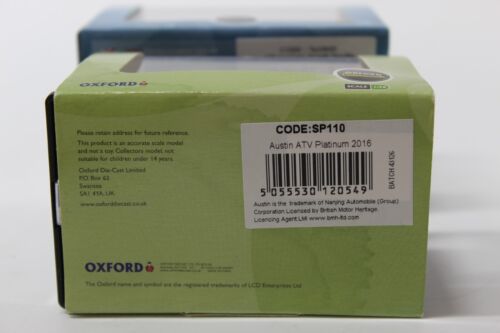 OXFORD
SCALE
Please retain address for future reference.
This product is an accurate scale model
and not a toy. Collectors model not
suitable for children under 14 years.
Oxford Die-Cast Limited
P.O Box 62,
Swansea
SA1 4YA, UK
www.oxforddiecast.co.uk
CODE:SP110
Austin ATV Platinum 2016
5 055530 120549
BATCH:43126
Austin is the trademark of Nanjing Automobile (Group)
Corporation Licensed by British Motor Heritage.
Licencing Agent:LMI www.bmh-ltd.com
OXFORD
The Oxford name and symbol are the registered trademarks of LCD Enterprises Ltd